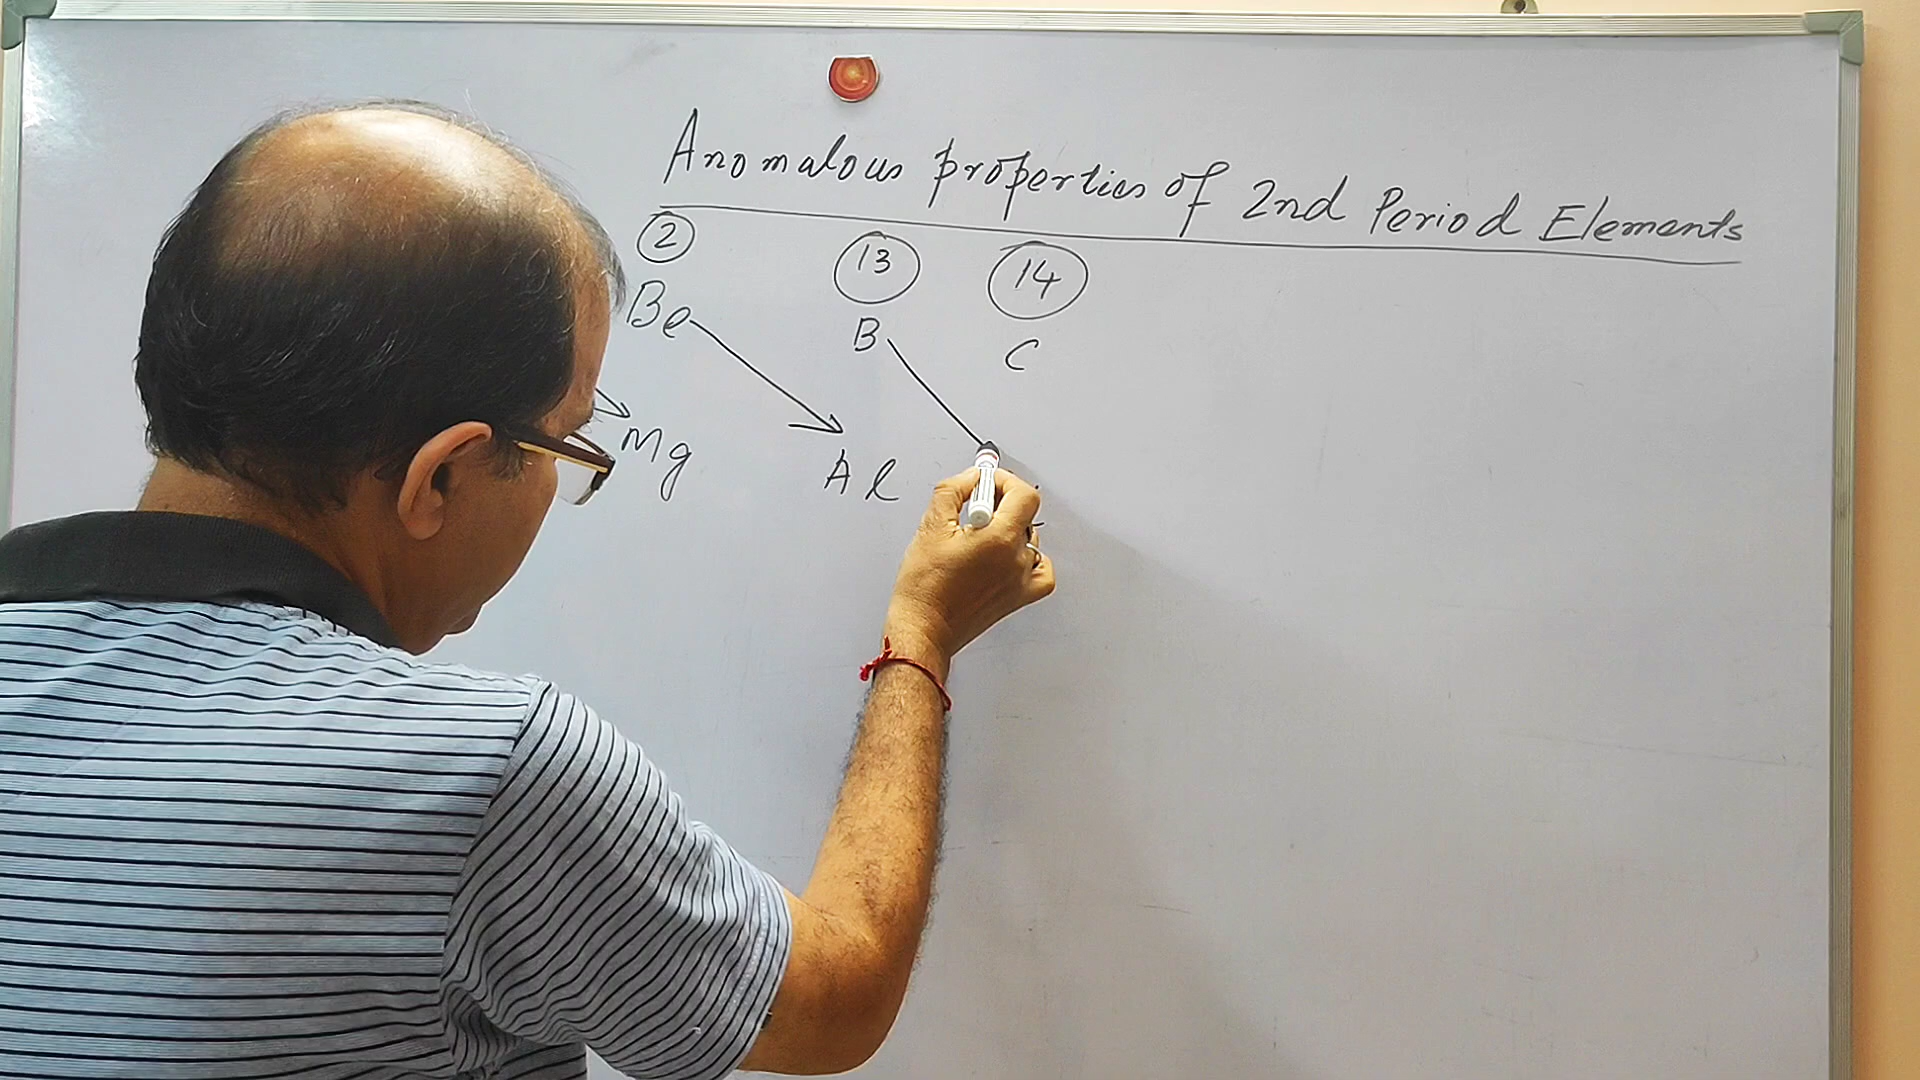 Anomalous properties of 2nd Period Elements
2 13 14
Be B C
Mg Al